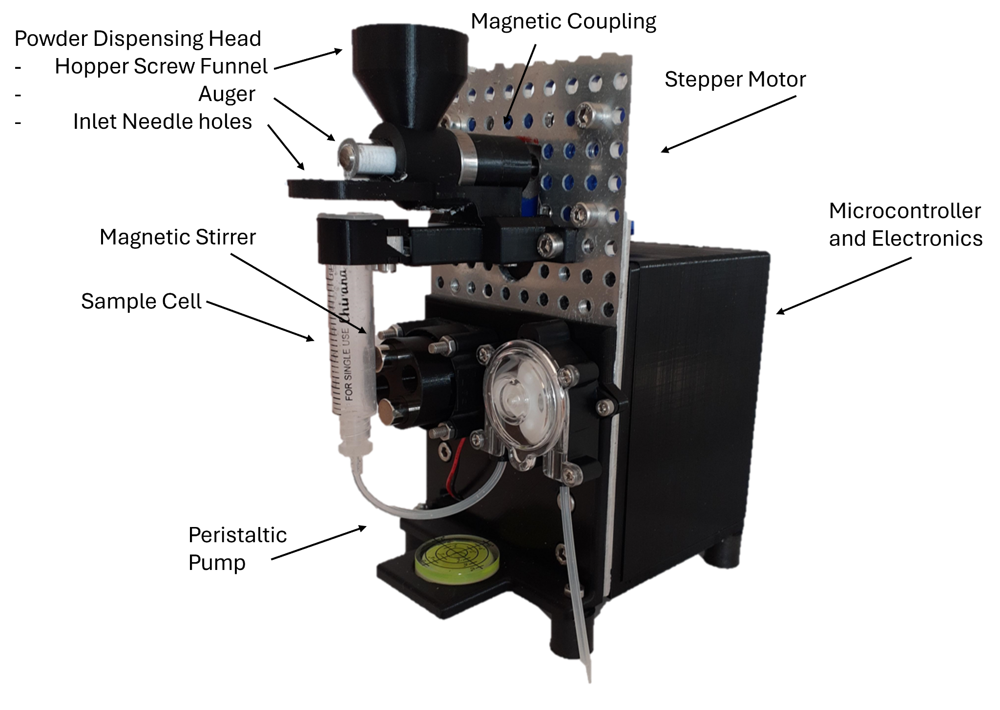 Magnetic Coupling
Powder Dispensing Head
- Hopper Screw Funnel
- Auger
- Inlet Needle holes
Stepper Motor
Microcontroller
and Electronics
Magnetic Stirrer
Sample Cell
Chirana
FOR SINGLE USE
Peristaltic
Pump